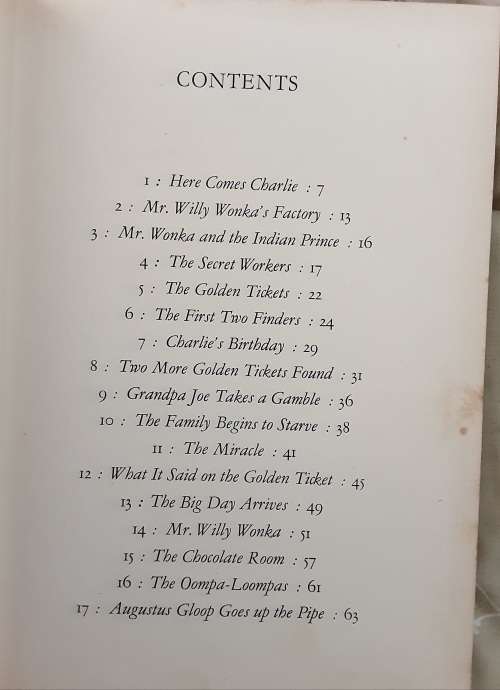 CONTENTS
1 : Here Comes Charlie : 7
2 : Mr. Willy Wonka's Factory : 13
3 : Mr. Wonka and the Indian Prince : 16
4 : The Secret Workers : 17
5 : The Golden Tickets : 22
6 : The First Two Finders : 24
7 : Charlie's Birthday : 29
8 : Two More Golden Tickets Found : 31
9 : Grandpa Joe Takes a Gamble : 36
10 : The Family Begins to Starve : 38
11 : The Miracle : 41
12 : What It Said on the Golden Ticket : 45
13 : The Big Day Arrives : 49
14 : Mr. Willy Wonka : 51
15 : The Chocolate Room : 57
16 : The Oompa-Loompas : 61
17 : Augustus Gloop Goes up the Pipe : 63